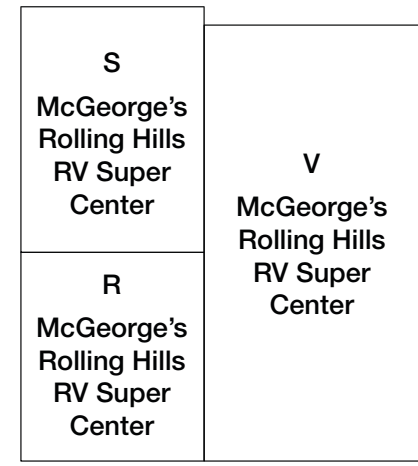 S
McGeorge's
Rolling Hills
RV Super
Center
R
McGeorge's
Rolling Hills
RV Super
Center
V
McGeorge's
Rolling Hills
RV Super
Center